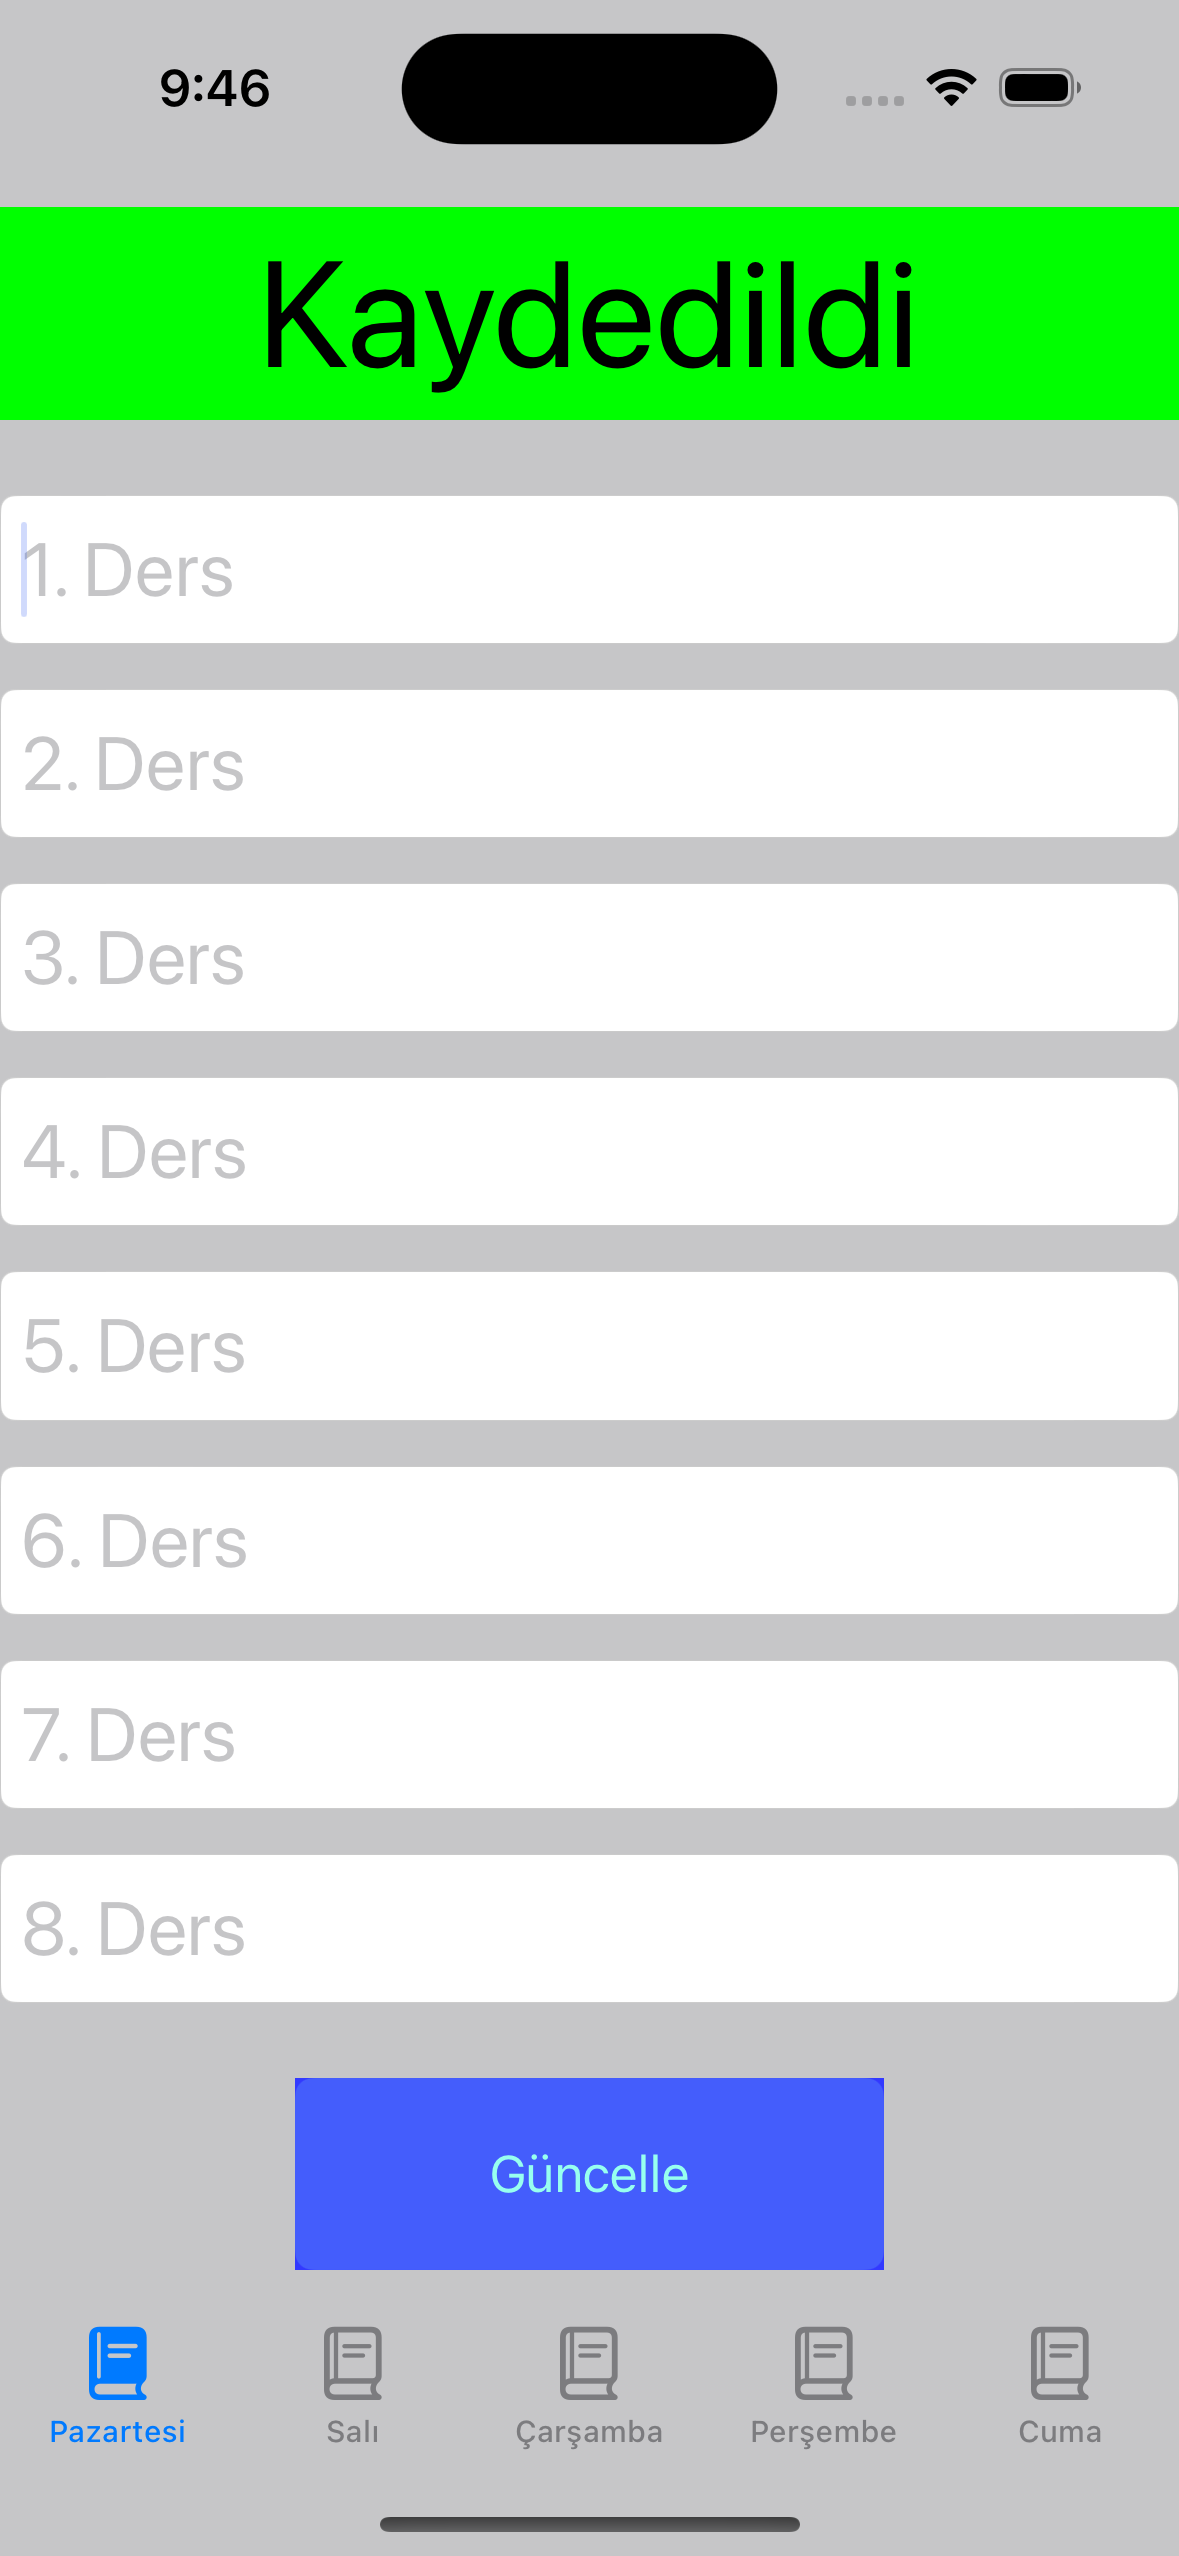 9:46
Kaydedildi
1. Ders
2. Ders
3. Ders
4. Ders
5. Ders
6. Ders
7. Ders
8. Ders
Güncelle
Pazartesi Salı Çarşamba Perşembe Cuma